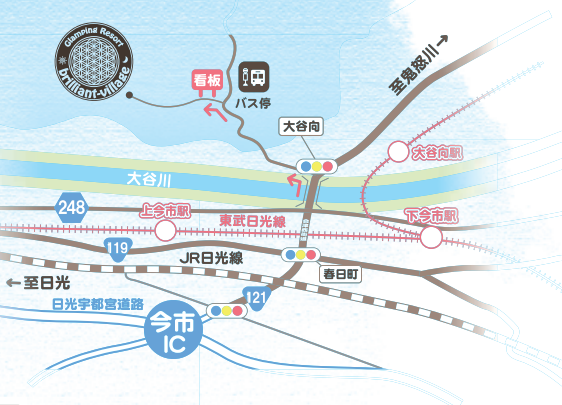 Glamping Resort
brilliant-village
看板
バス停
至鬼怒川
大谷向
大谷向駅
大谷川
248
上今市駅
東武日光線
下今市駅
119
JR日光線
春日町
至日光
121
日光宇都宮道路
今市
IC